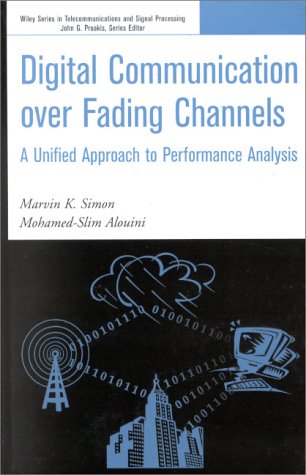 Wiley Series in Telecommunications and Signal Processing
John G. Proakis, Series Editor
Digital Communication
over Fading Channels
A Unified Approach to Performance Analysis
Marvin K. Simon
Mohamed-Slim Alouini